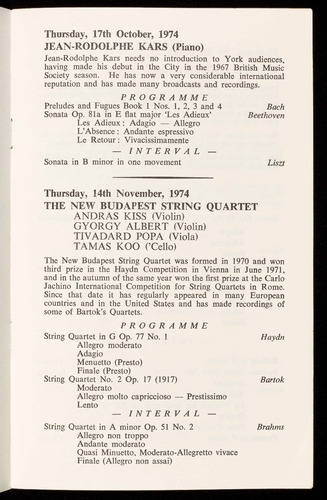 Thursday, 17th October, 1974
JEAN-RODOLPHE KARS (Piano)
Jean-Rodolphe Kars needs no introduction to York audiences,
having made his debut in the City in the 1967 British Music
Society season. He has now a very considerable international
reputation and has made many broadcasts and recordings.
PROGRAMME
Preludes and Fugues Book 1 Nos. 1, 2, 3 and 4 Bach
Sonata Op. 81a in E flat major 'Les Adieux' Beethoven
Les Adieux: Adagio — Allegro
L'Absence: Andante espressivo
Le Retour: Vivacissimamente
— INTERVAL —
Sonata in B minor in one movement Liszt
Thursday, 14th November, 1974
THE NEW BUDAPEST STRING QUARTET
ANDRAS KISS (Violin)
GYORGY ALBERT (Violin)
TIVADARD POPA (Viola)
TAMAS KOO ('Cello)
The New Budapest String Quartet was formed in 1970 and won
third prize in the Haydn Competition in Vienna in June 1971,
and in the autumn of the same year won the first prize at the Carlo
Jachino International Competition for String Quartets in Rome.
Since that date it has regularly appeared in many European
countries and in the United States and has made recordings of
some of Bartok's Quartets.
PROGRAMME
String Quartet in G Op. 77 No. 1 Haydn
Allegro moderato
Adagio
Menuetto (Presto)
Finale (Presto)
String Quartet No. 2 Op. 17 (1917) Bartok
Moderato
Allegro molto capriccioso — Prestissimo
Lento
— INTERVAL —
String Quartet in A minor Op. 51 No. 2 Brahms
Allegro non troppo
Andante moderato
Quasi Minuetto, Moderato-Allegretto vivace
Finale (Allegro non assai)